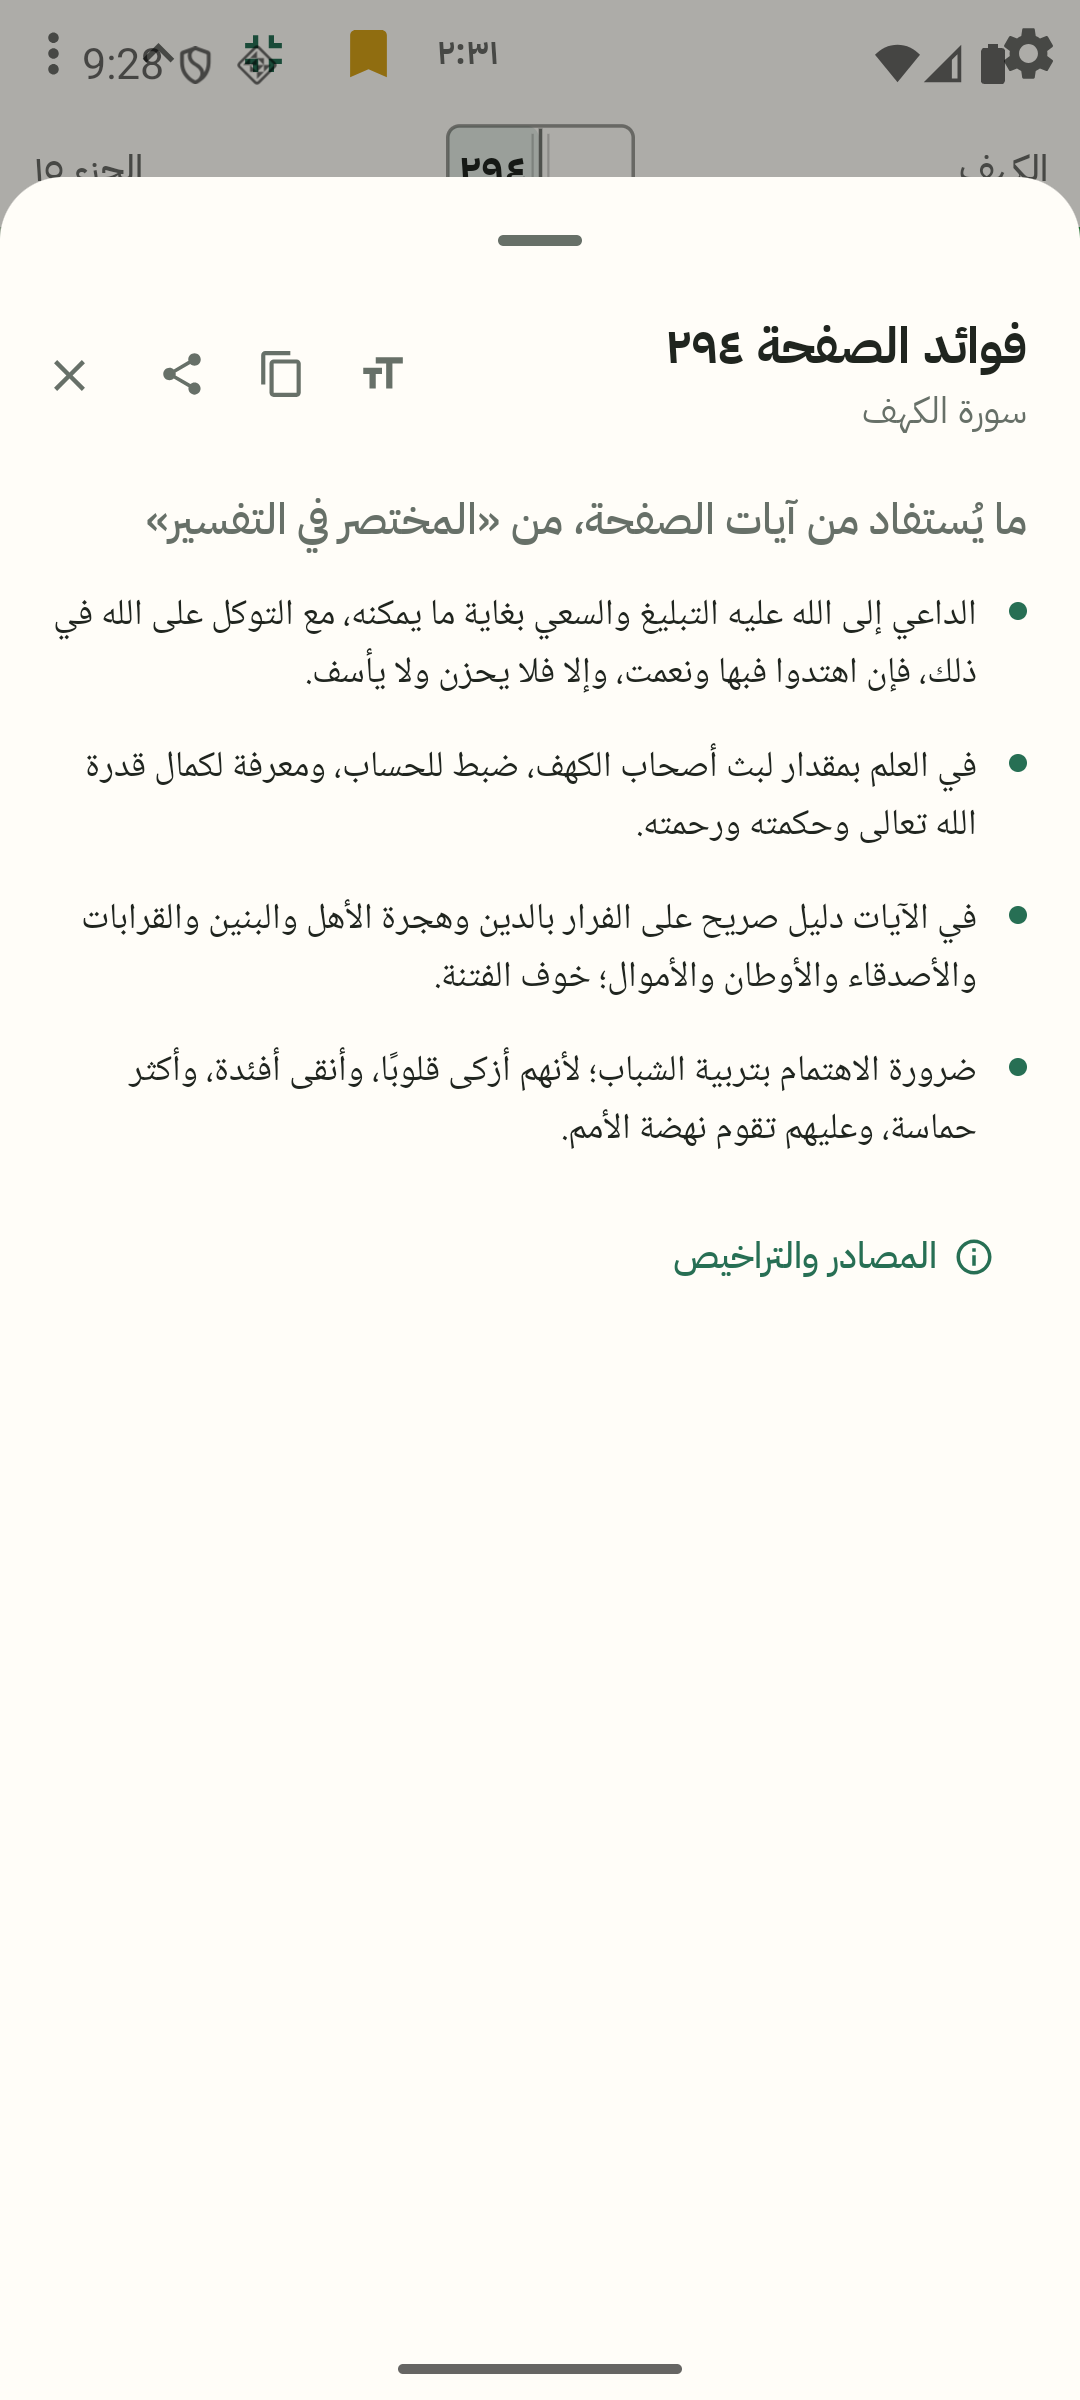 9:28
٢:٣١
الكهف
٢٩٤
الجزء ١٥
فوائد الصفحة ٢٩٤
سورة الكهف
ما يُستفاد من آيات الصفحة، من «المختصر في التفسير»
الداعي إلى الله عليه التبليغ والسعي بغاية ما يمكنه، مع التوكل على الله في
ذلك، فإن اهتدوا فبها ونعمت، وإلا فلا يحزن ولا يأسف.
في العلم بمقدار لبث أصحاب الكهف، ضبط للحساب، ومعرفة لكمال قدرة
الله تعالى وحكمته ورحمته.
في الآيات دليل صريح على الفرار بالدين وهجرة الأهل والبنين والقرابات
والأصدقاء والأوطان والأموال؛ خوف الفتنة.
ضرورة الاهتمام بتربية الشباب؛ لأنهم أزكى قلوبًا، وأنقى أفئدة، وأكثر
حماسة، وعليهم تقوم نهضة الأمم.
المصادر والتراخيص